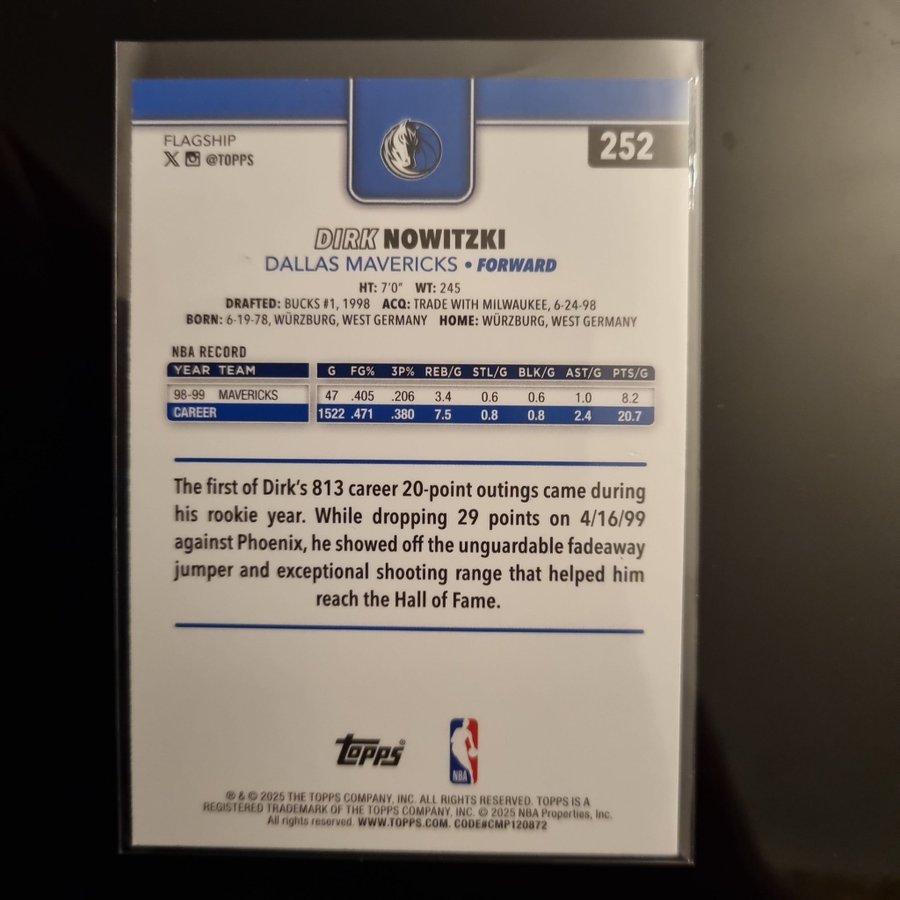 FLAGSHIP
252
X @TOPPS
DIRK NOWITZKI
DALLAS MAVERICKS • FORWARD
HT: 7'0" WT: 245
DRAFTED: BUCKS #1, 1998 ACQ: TRADE WITH MILWAUKEE, 6-24-98
BORN: 6-19-78, WÜRZBURG, WEST GERMANY HOME: WÜRZBURG, WEST GERMANY
NBA RECORD
YEAR TEAM G FG% 3P% REB/G STL/G BLK/G AST/G PTS/G
98-99 MAVERICKS 47 .405 .206 3.4 0.6 0.6 1.0 8.2
CAREER 1522 .471 .380 7.5 0.8 0.8 2.4 20.7
The first of Dirk's 813 career 20-point outings came during
his rookie year. While dropping 29 points on 4/16/99
against Phoenix, he showed off the unguardable fadeaway
jumper and exceptional shooting range that helped him
reach the Hall of Fame.
Topps®
NBA
® & © 2025 THE TOPPS COMPANY, INC. ALL RIGHTS RESERVED. TOPPS IS A
REGISTERED TRADEMARK OF THE TOPPS COMPANY, INC. © 2025 NBA Properties, Inc.
All rights reserved. WWW.TOPPS.COM. CODE#CMP120872